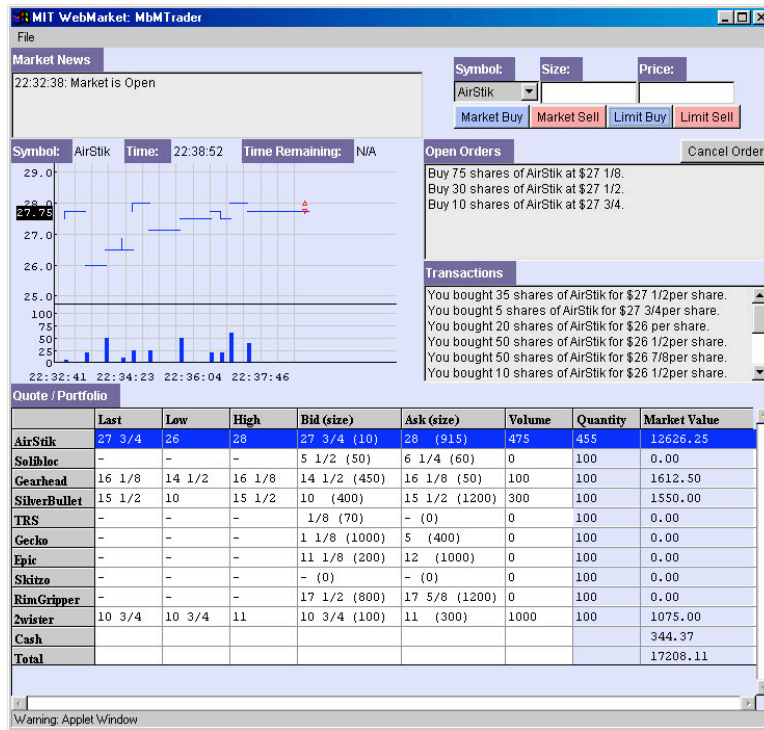 MIT WebMarket: MbMTrader
File
Market News
22:32:38: Market is Open
Symbol: Size: Price:
AirStik
Market Buy Market Sell Limit Buy Limit Sell
Symbol: AirStik Time: 22:38:52 Time Remaining: N/A
29.0
28.0
27.75
27.0
26.0
25.0
100
75
50
25
0
22:32:41 22:34:23 22:36:04 22:37:46
Open Orders Cancel Order
Buy 75 shares of AirStik at $27 1/8.
Buy 30 shares of AirStik at $27 1/2.
Buy 10 shares of AirStik at $27 3/4.
Transactions
You bought 35 shares of AirStik for $27 1/2per share.
You bought 5 shares of AirStik for $27 3/4per share.
You bought 20 shares of AirStik for $26 per share.
You bought 50 shares of AirStik for $26 1/2per share.
You bought 50 shares of AirStik for $26 7/8per share.
You bought 10 shares of AirStik for $26 1/2per share.
Quote / Portfolio
Last Low High Bid (size) Ask (size) Volume Quantity Market Value
AirStik 27 3/4 26 28 27 3/4 (10) 28 (915) 475 455 12626.25
Solibloc - - - 5 1/2 (50) 6 1/4 (60) 0 100 0.00
Gearhead 16 1/8 14 1/2 16 1/8 14 1/2 (450) 16 1/8 (50) 100 100 1612.50
SilverBullet 15 1/2 10 15 1/2 10 (400) 15 1/2 (1200) 300 100 1550.00
TRS - - - 1/8 (70) - (0) 0 100 0.00
Gecko - - - 1 1/8 (1000) 5 (400) 0 100 0.00
Epic - - - 11 1/8 (200) 12 (1000) 0 100 0.00
Skitzo - - - - (0) - (0) 0 100 0.00
RimGripper - - - 17 1/2 (800) 17 5/8 (1200) 0 100 0.00
2wister 10 3/4 10 3/4 11 10 3/4 (100) 11 (300) 1000 100 1075.00
Cash 344.37
Total 17208.11
Warning: Applet Window